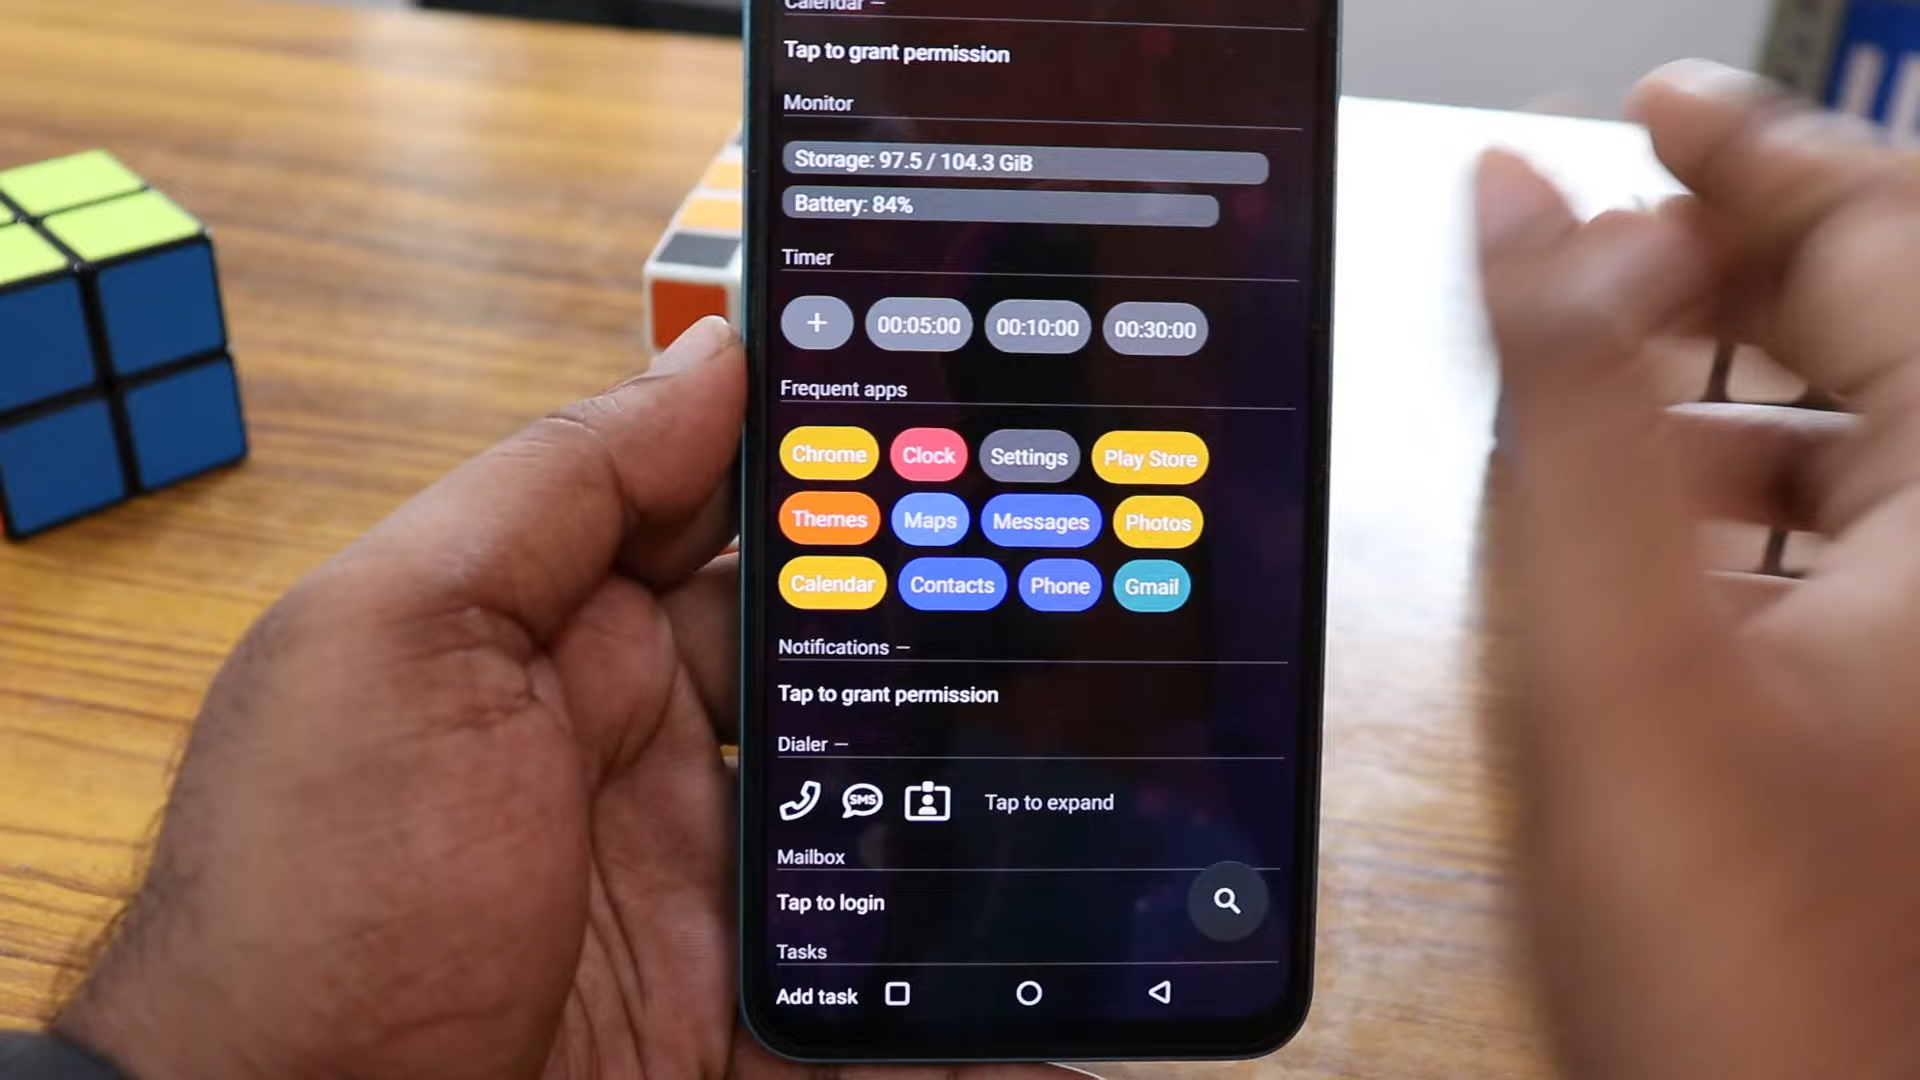 Calendar –
Tap to grant permission
Monitor
Storage: 97.5 / 104.3 GiB
Battery: 84%
Timer
+ 00:05:00 00:10:00 00:30:00
Frequent apps
Chrome Clock Settings Play Store
Themes Maps Messages Photos
Calendar Contacts Phone Gmail
Notifications –
Tap to grant permission
Dialer –
SMS Tap to expand
Mailbox
Tap to login
Tasks
Add task